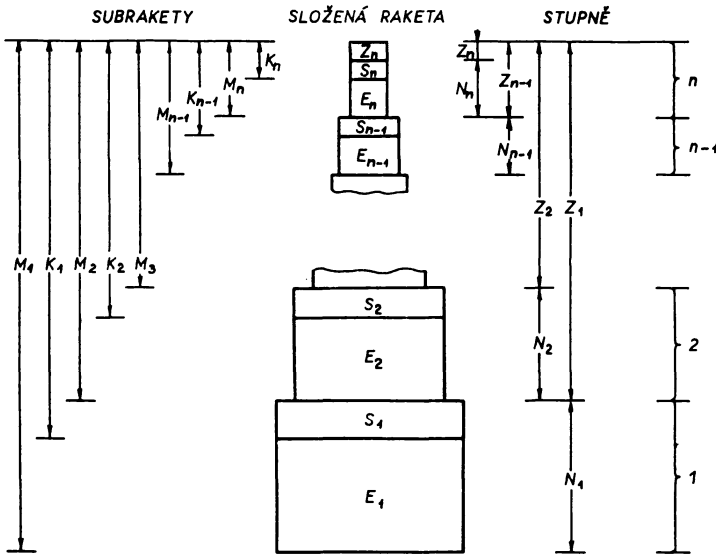 SUBRAKETY SLOŽENÁ RAKETA STUPNĚ
Kₙ Zₙ Zₙ
Mₙ Sₙ Nₙ Zₙ₋₁ n
Kₙ₋₁ Eₙ
Mₙ₋₁ Sₙ₋₁ Nₙ₋₁ n-1
Eₙ₋₁
Z₂ Z₁
M₁ K₁ M₂ K₂ M₃
S₂
E₂ N₂ 2
S₁
E₁ N₁ 1